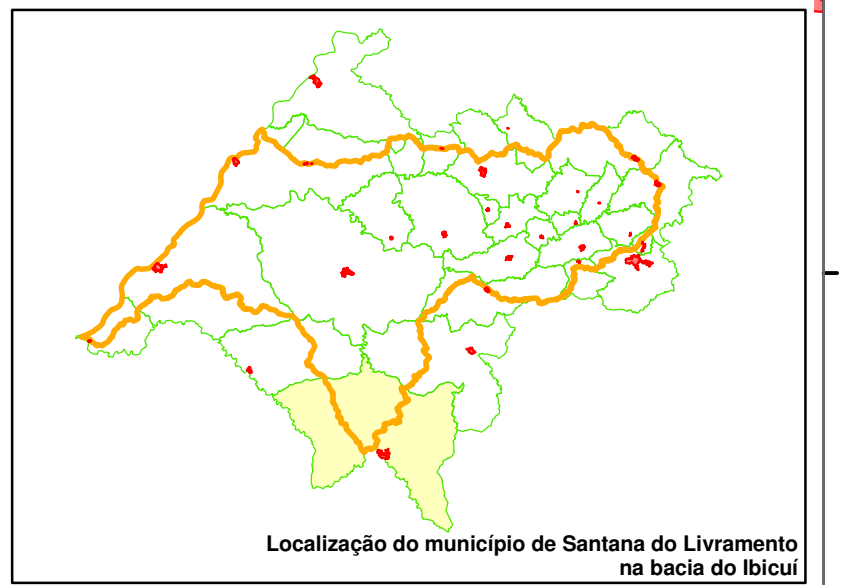 Localização do município de Santana do Livramento
na bacia do Ibicuí